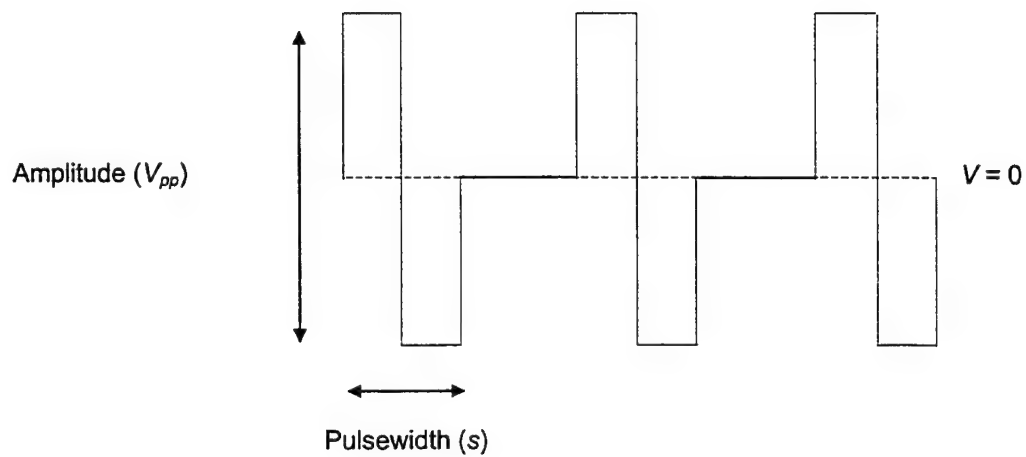 Amplitude (Vpp)
V = 0
Pulsewidth (s)